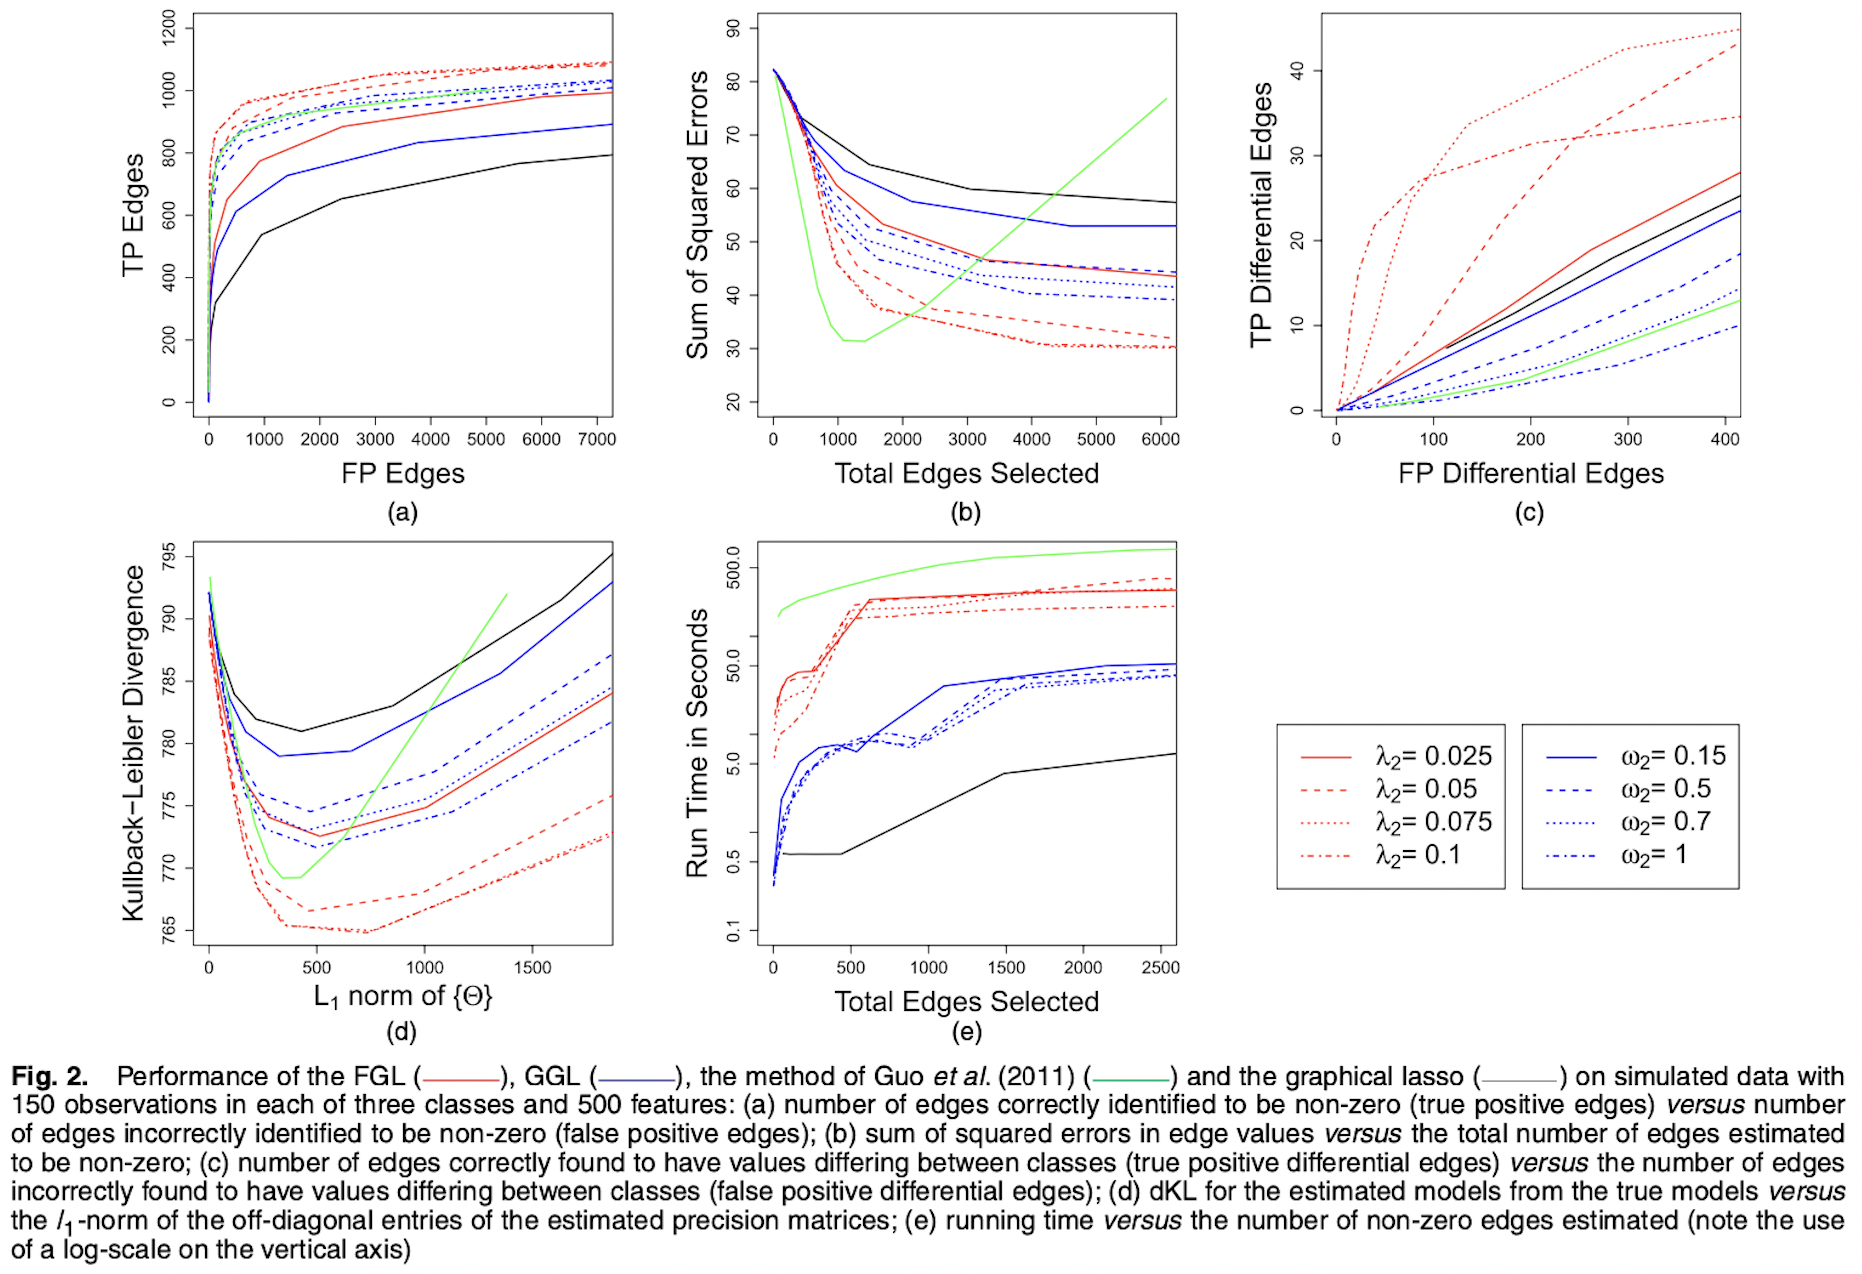 1200
1000
800
600
400
200
0
TP Edges
0 1000 2000 3000 4000 5000 6000 7000
FP Edges
(a)
90
80
70
60
50
40
30
20
Sum of Squared Errors
0 1000 2000 3000 4000 5000 6000
Total Edges Selected
(b)
40
30
20
10
0
TP Differential Edges
0 100 200 300 400
FP Differential Edges
(c)
795
790
785
780
775
770
765
Kullback–Leibler Divergence
0 500 1000 1500
L₁ norm of {Θ}
(d)
500.0
50.0
5.0
0.5
0.1
Run Time in Seconds
0 500 1000 1500 2000 2500
Total Edges Selected
(e)
λ₂= 0.025
λ₂= 0.05
λ₂= 0.075
λ₂= 0.1
ω₂= 0.15
ω₂= 0.5
ω₂= 0.7
ω₂= 1
Fig. 2. Performance of the FGL (———), GGL (———), the method of Guo et al. (2011) (———) and the graphical lasso (———) on simulated data with
150 observations in each of three classes and 500 features: (a) number of edges correctly identified to be non-zero (true positive edges) versus number
of edges incorrectly identified to be non-zero (false positive edges); (b) sum of squared errors in edge values versus the total number of edges estimated
to be non-zero; (c) number of edges correctly found to have values differing between classes (true positive differential edges) versus the number of edges
incorrectly found to have values differing between classes (false positive differential edges); (d) dKL for the estimated models from the true models versus
the l₁-norm of the off-diagonal entries of the estimated precision matrices; (e) running time versus the number of non-zero edges estimated (note the use
of a log-scale on the vertical axis)